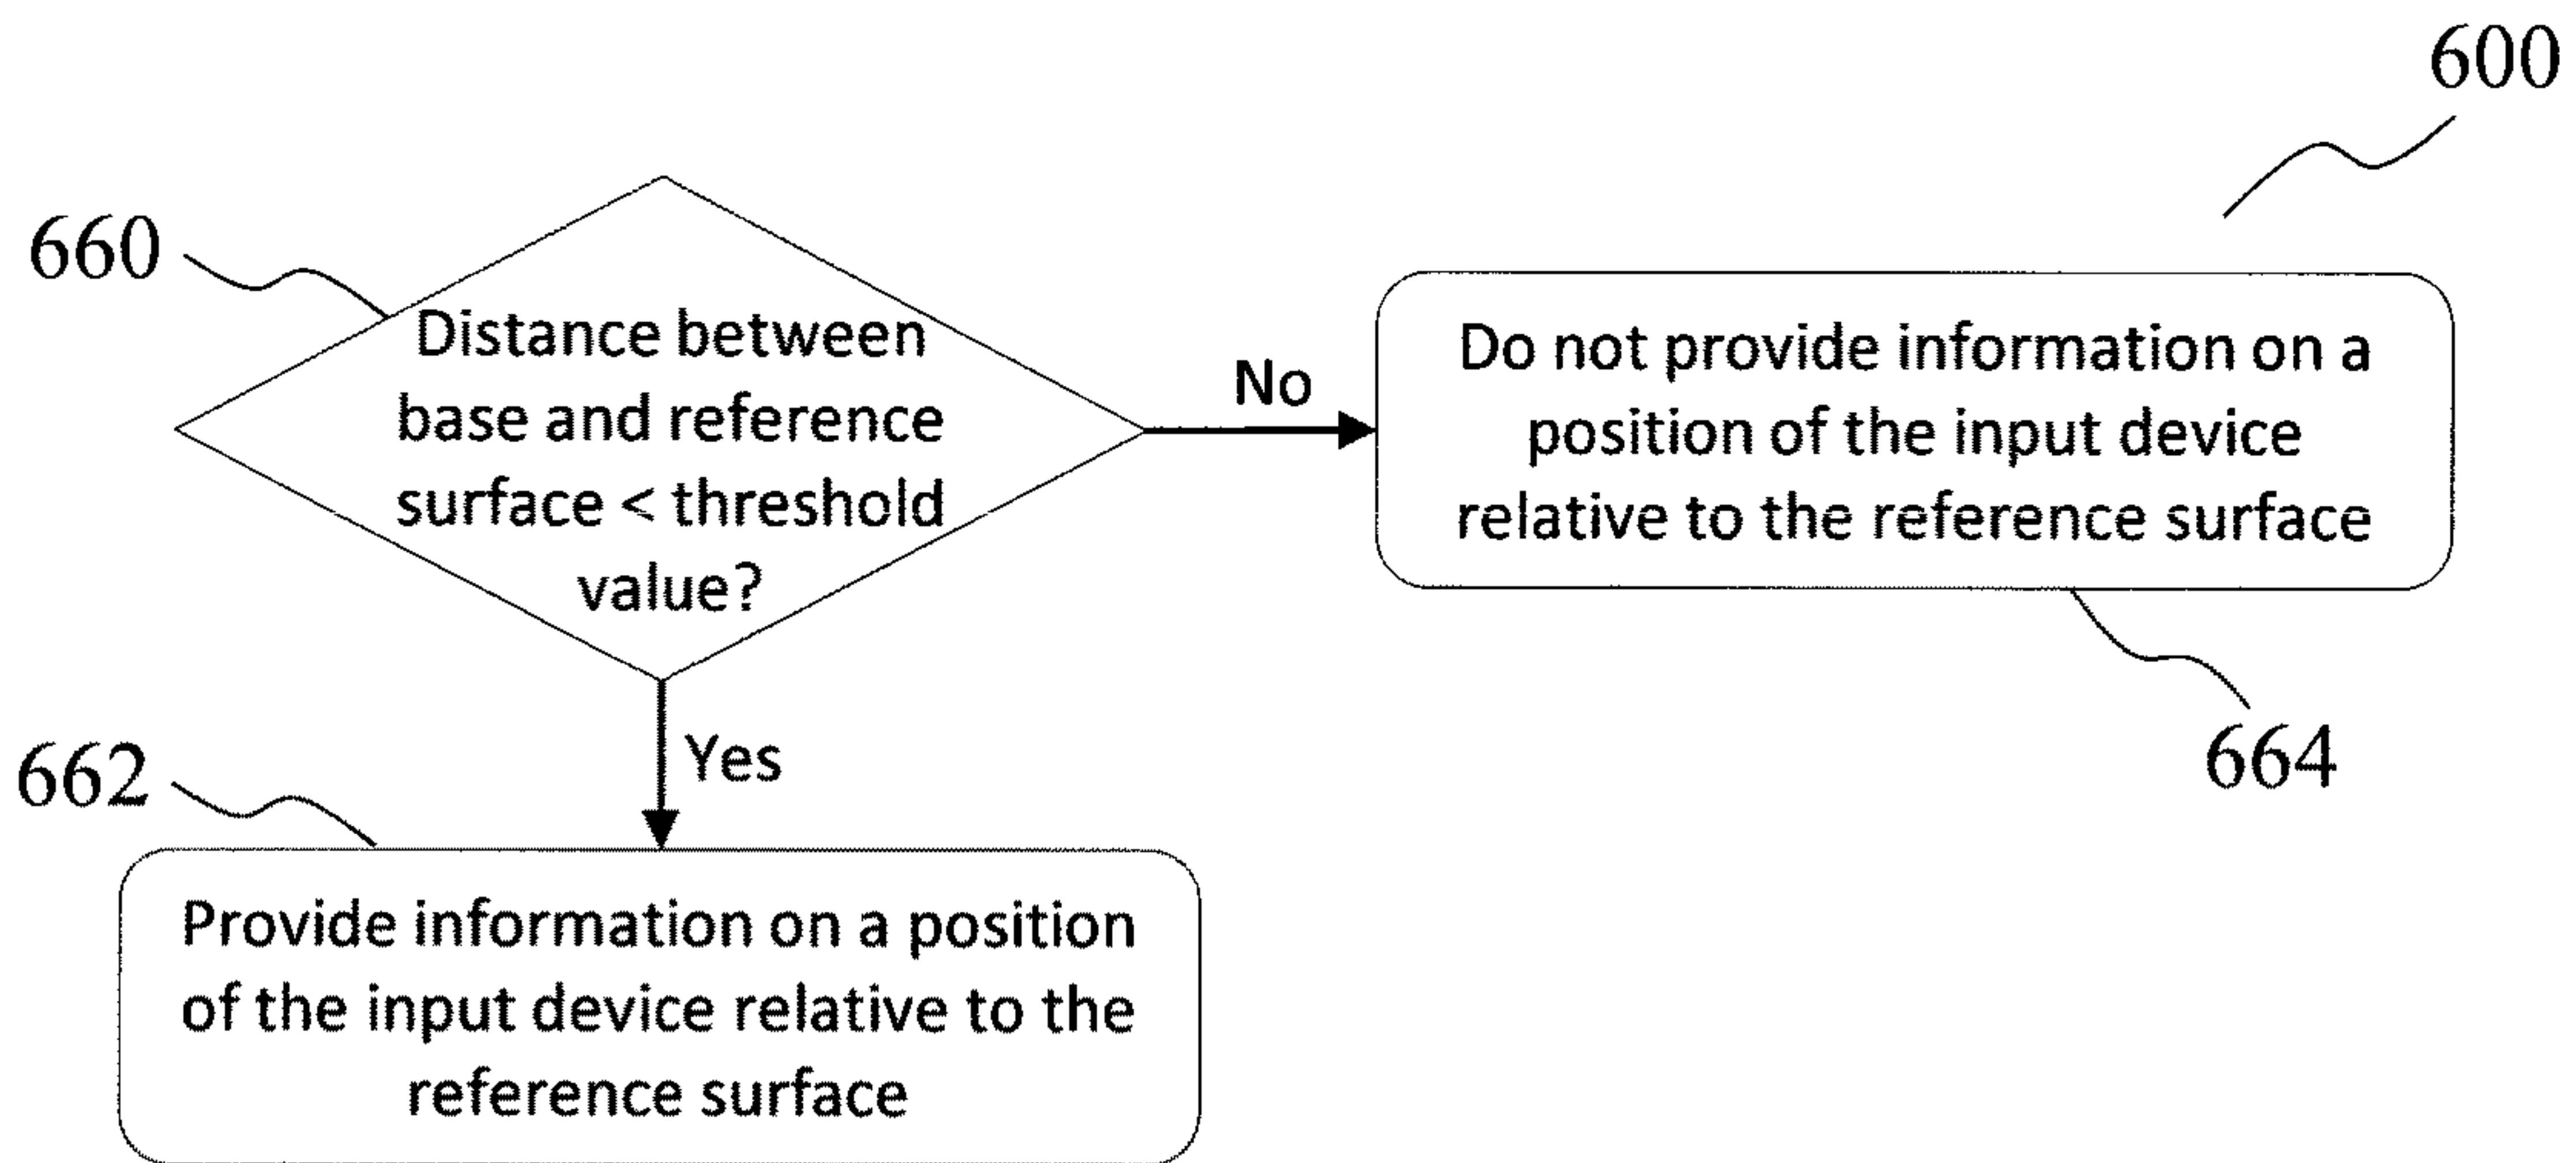 600
660
Distance between
base and reference
surface < threshold
value?
No
Do not provide information on a
position of the input device
relative to the reference surface
664
Yes
662
Provide information on a position
of the input device relative to the
reference surface